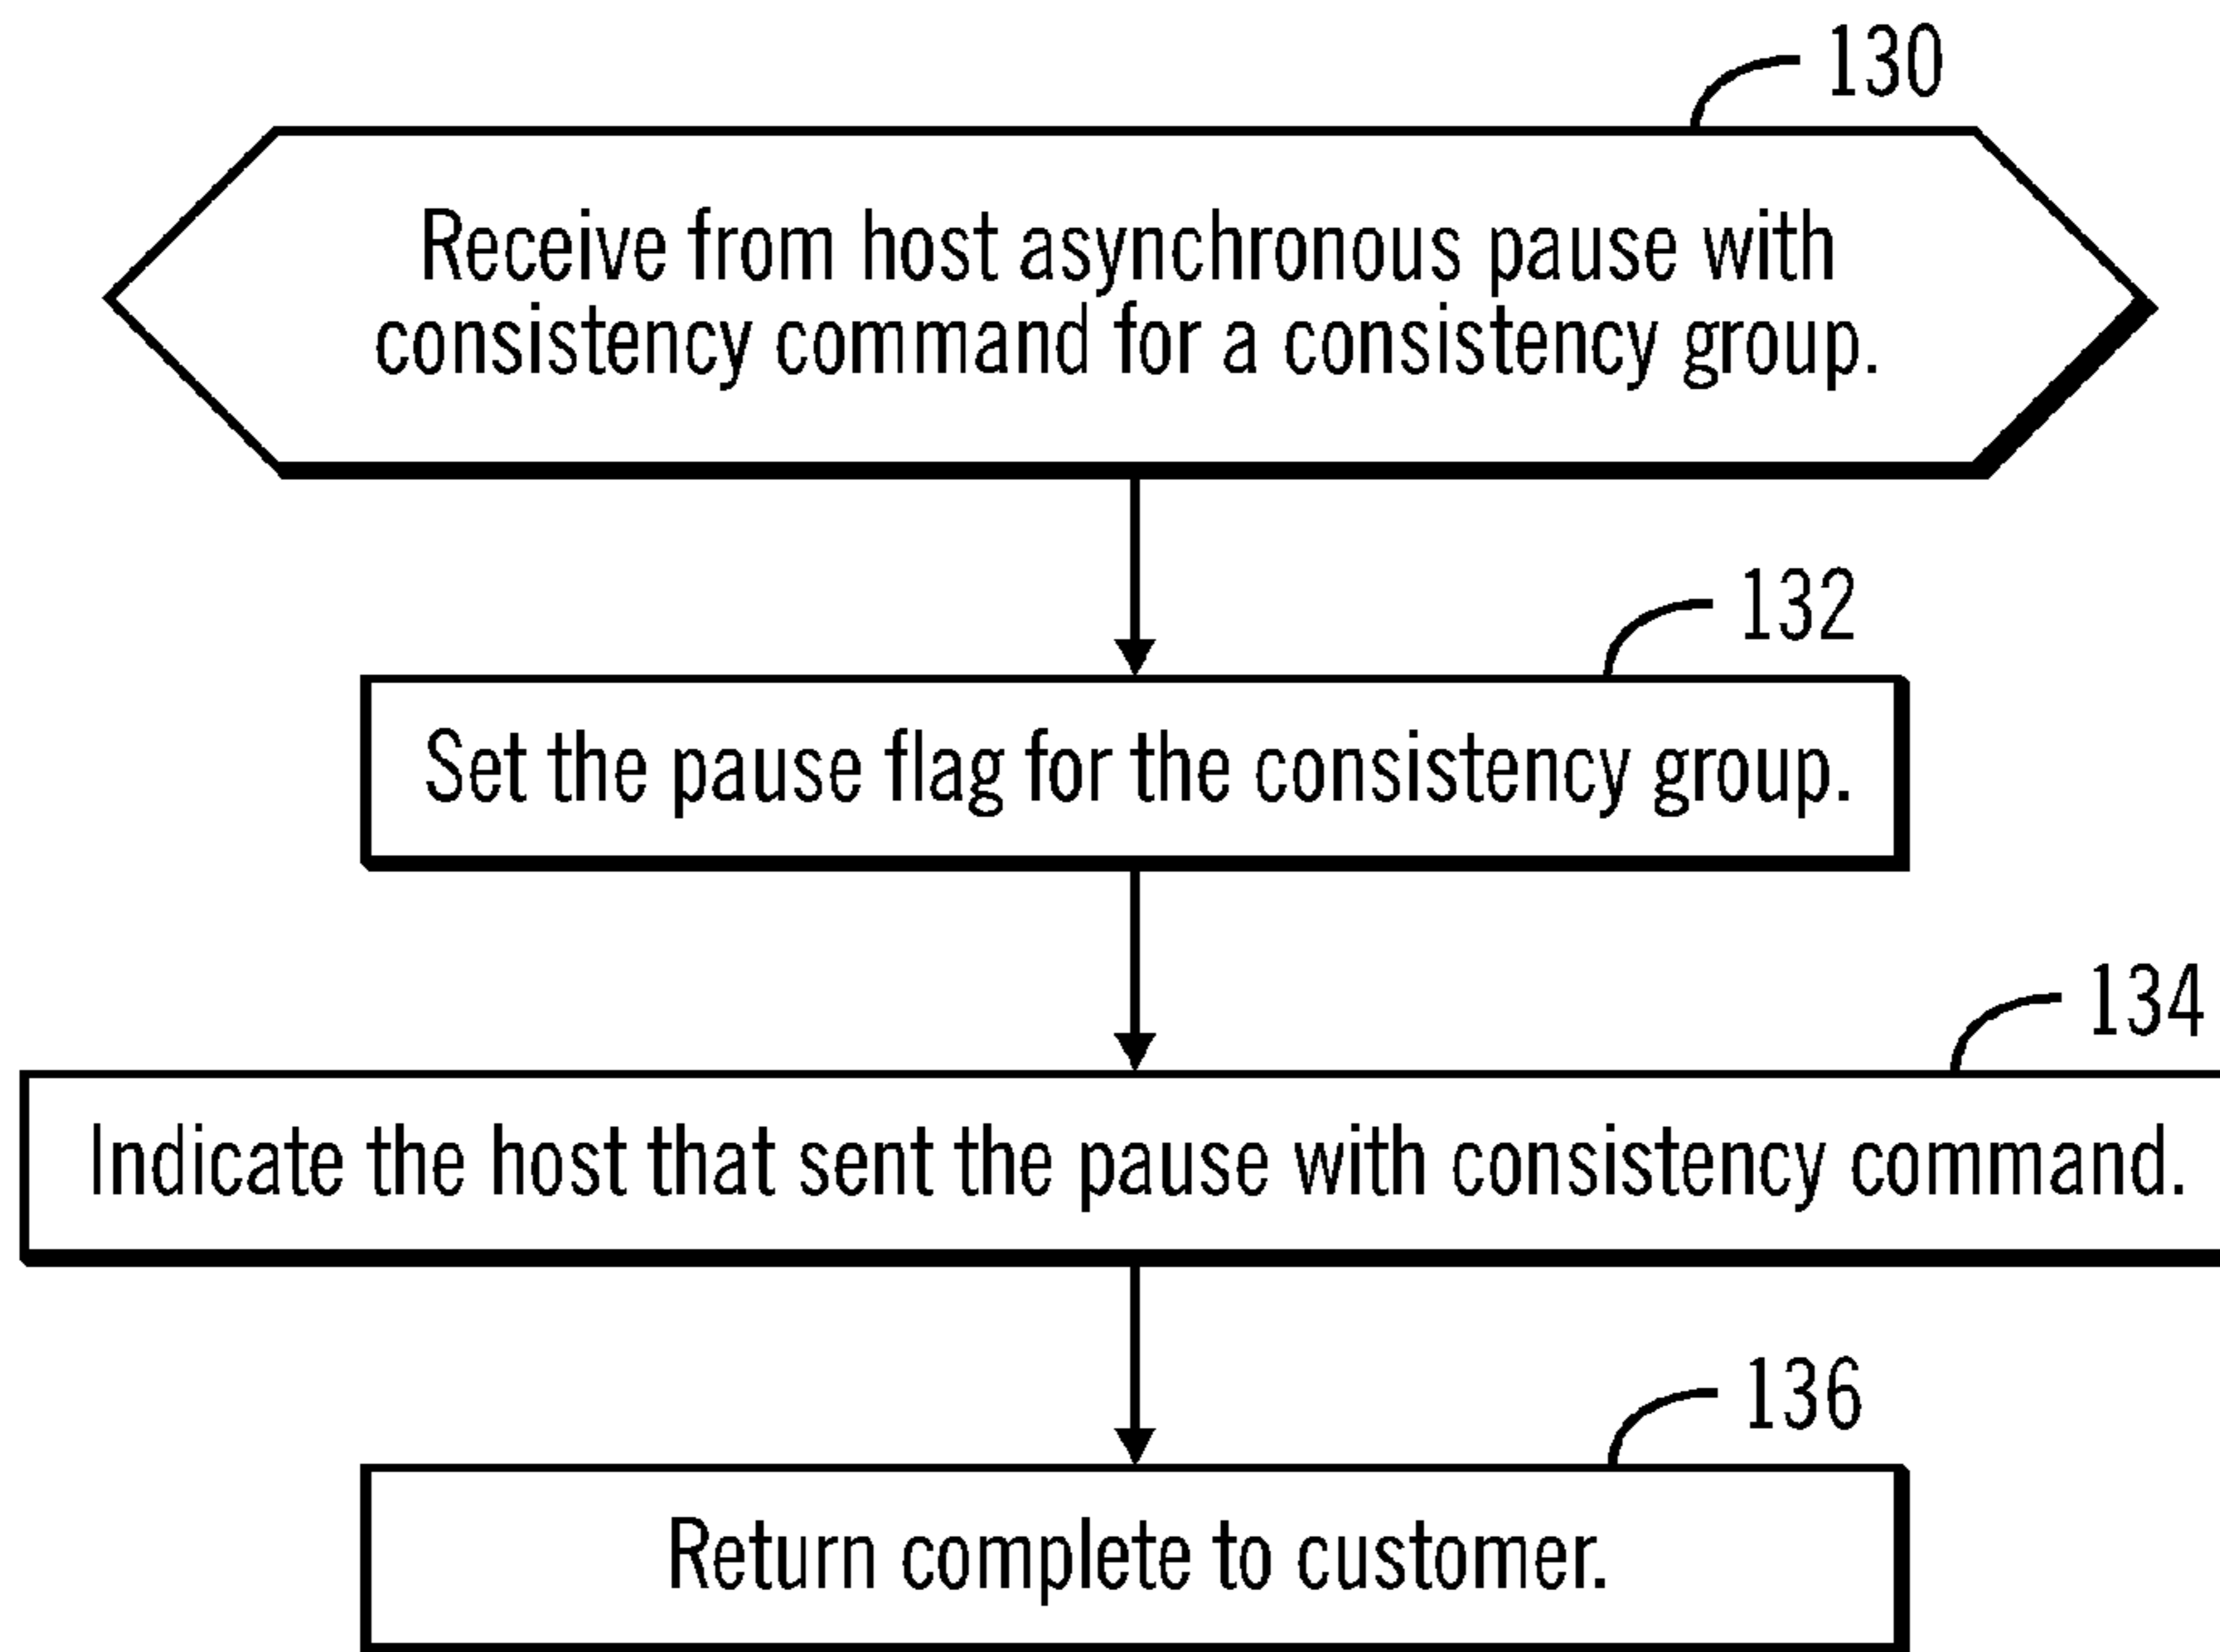 130
Receive from host asynchronous pause with
consistency command for a consistency group.
132
Set the pause flag for the consistency group.
134
Indicate the host that sent the pause with consistency command.
136
Return complete to customer.